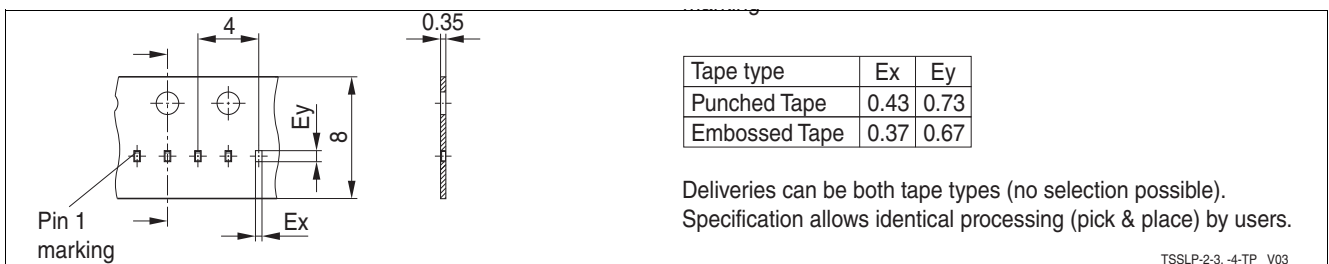 4
0.35
Ey
8
Ex
Pin 1
marking
Tape type Ex Ey
Punched Tape 0.43 0.73
Embossed Tape 0.37 0.67
Deliveries can be both tape types (no selection possible).
Specification allows identical processing (pick & place) by users.
TSSLP-2-3, -4-TP V03